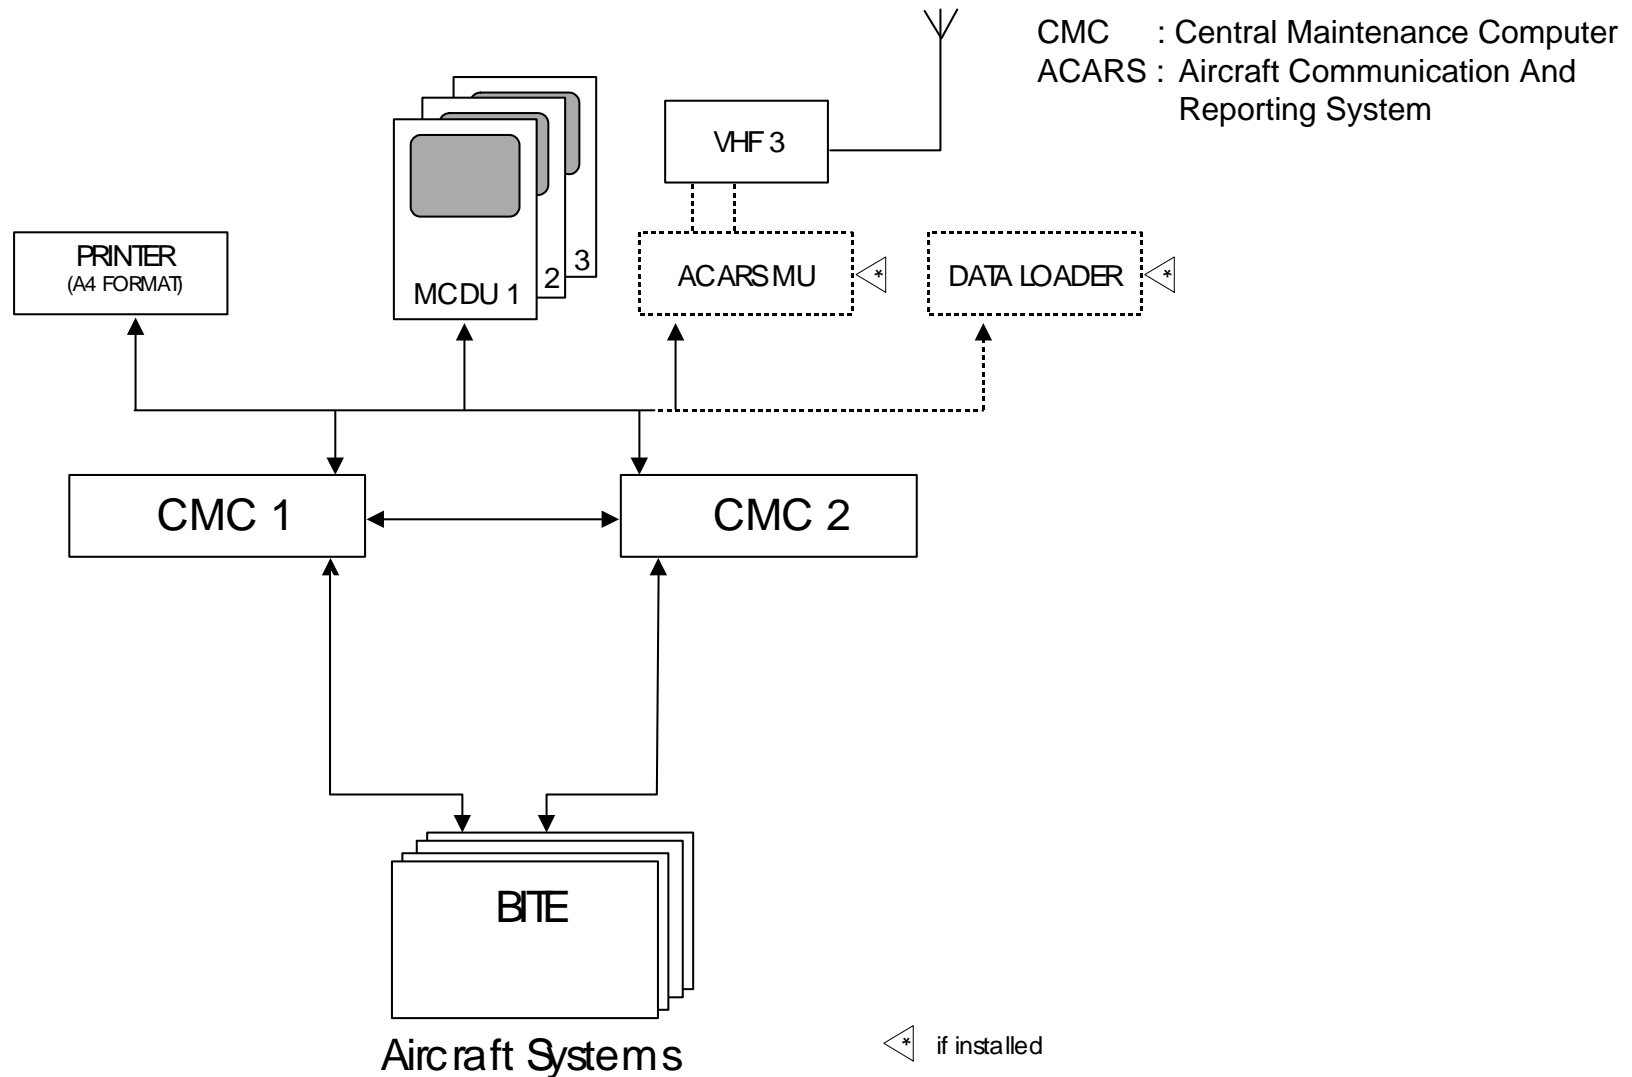 CMC : Central Maintenance Computer
ACARS : Aircraft Communication And
Reporting System
VHF 3
PRINTER
(A4 FORMAT)
MCDU 1
2
3
ACARS MU
*
DATA LOADER
*
CMC 1
CMC 2
BITE
Aircraft Systems
* if installed